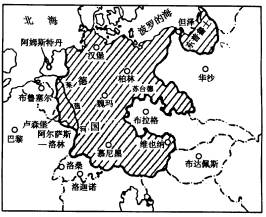 北 海
波罗的海
但泽
东普鲁士
阿姆斯特丹
汉堡
德
柏林
华沙
苏台德
布鲁塞尔
魏玛
卢森堡
国
布拉格
巴黎
阿尔萨斯
—洛林
慕尼黑
维也纳
布达佩斯
洛桑
洛迦诺